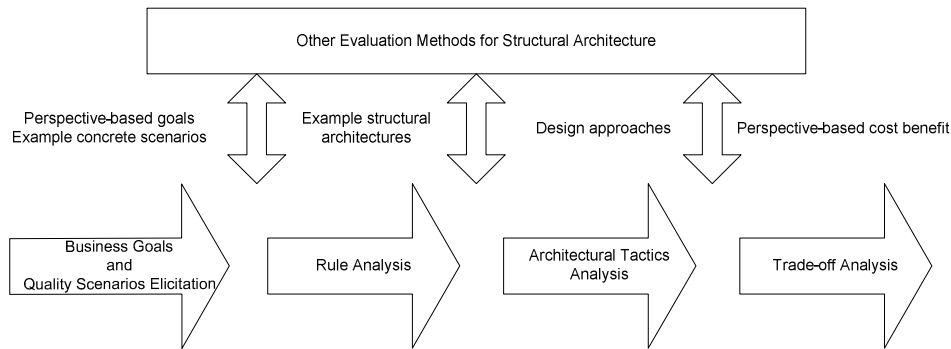 Other Evaluation Methods for Structural Architecture
Perspective-based goals
Example concrete scenarios
Example structural
architectures
Design approaches
Perspective-based cost benefit
Business Goals
and
Quality Scenarios Elicitation
Rule Analysis
Architectural Tactics
Analysis
Trade-off Analysis